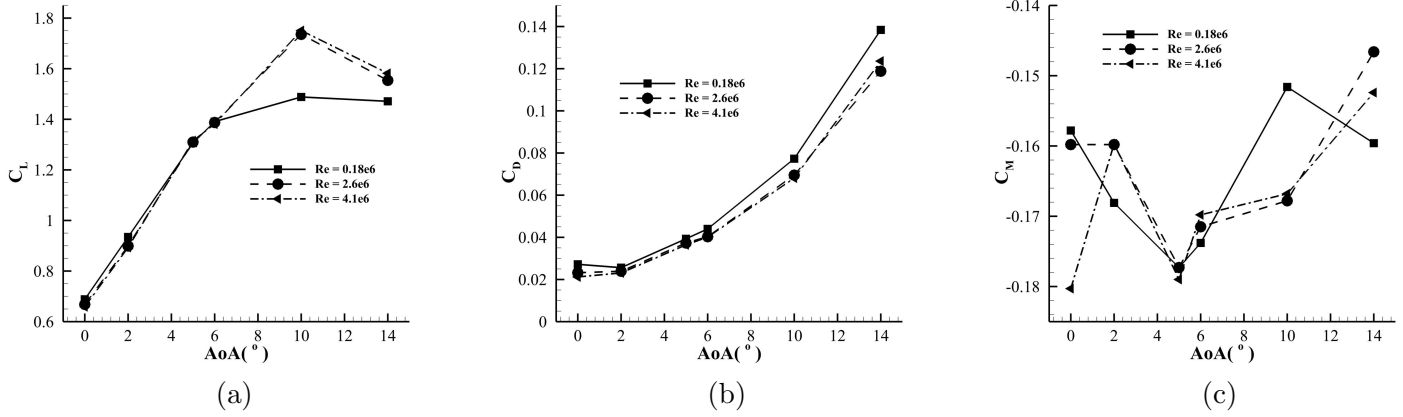 1.8
1.6
1.4
1.2
1
0.8
0.6
C_L
Re = 0.18e6
Re = 2.6e6
Re = 4.1e6
0 2 4 6 8 10 12 14
AoA( ° )
(a)
0.14
0.12
0.1
0.08
0.06
0.04
0.02
0
C_D
Re = 0.18e6
Re = 2.6e6
Re = 4.1e6
0 2 4 6 8 10 12 14
AoA( ° )
(b)
-0.14
-0.15
-0.16
-0.17
-0.18
C_M
Re = 0.18e6
Re = 2.6e6
Re = 4.1e6
0 2 4 6 8 10 12 14
AoA( ° )
(c)